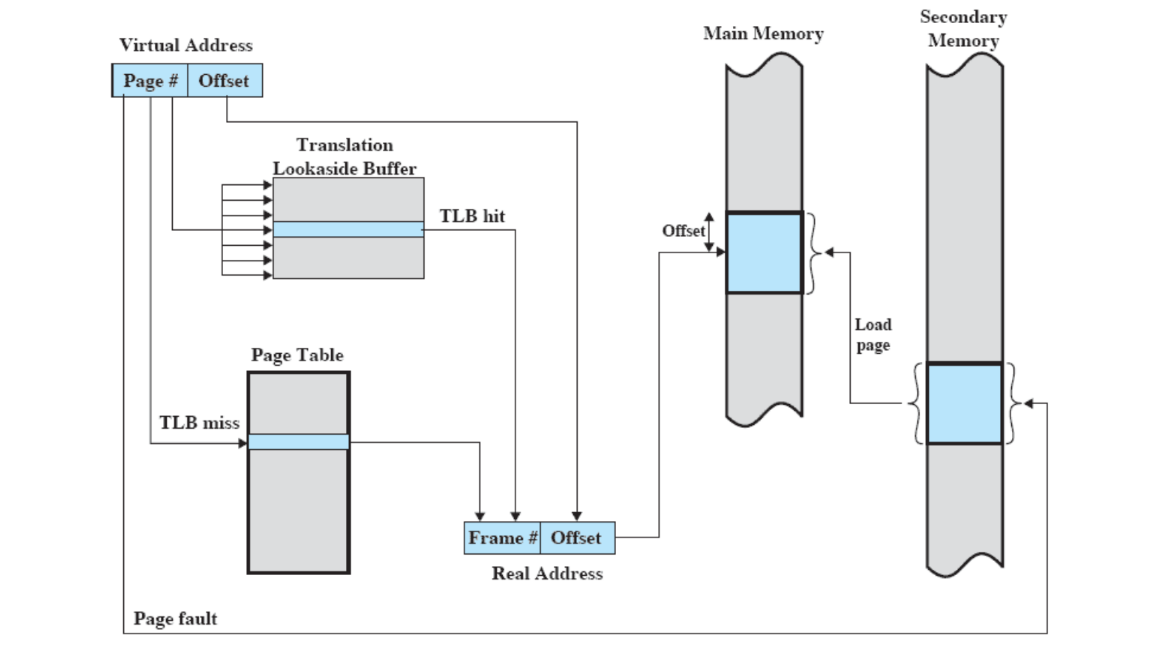 Secondary
Memory
Main Memory
Virtual Address
Page #
Offset
Translation
Lookaside Buffer
TLB hit
Offset
Load
page
Page Table
TLB miss
Frame #
Offset
Real Address
Page fault